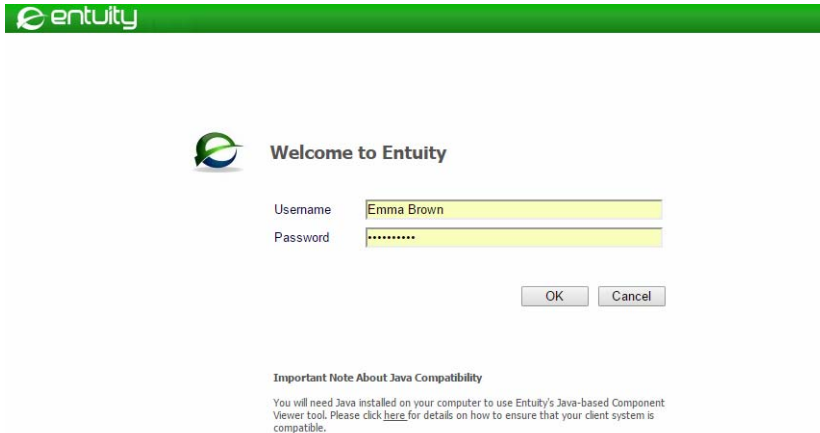 entuity
Welcome to Entuity
Username Emma Brown
Password ••••••••••
OK Cancel
Important Note About Java Compatibility
You will need Java installed on your computer to use Entuity's Java-based Component
Viewer tool. Please click here for details on how to ensure that your client system is
compatible.